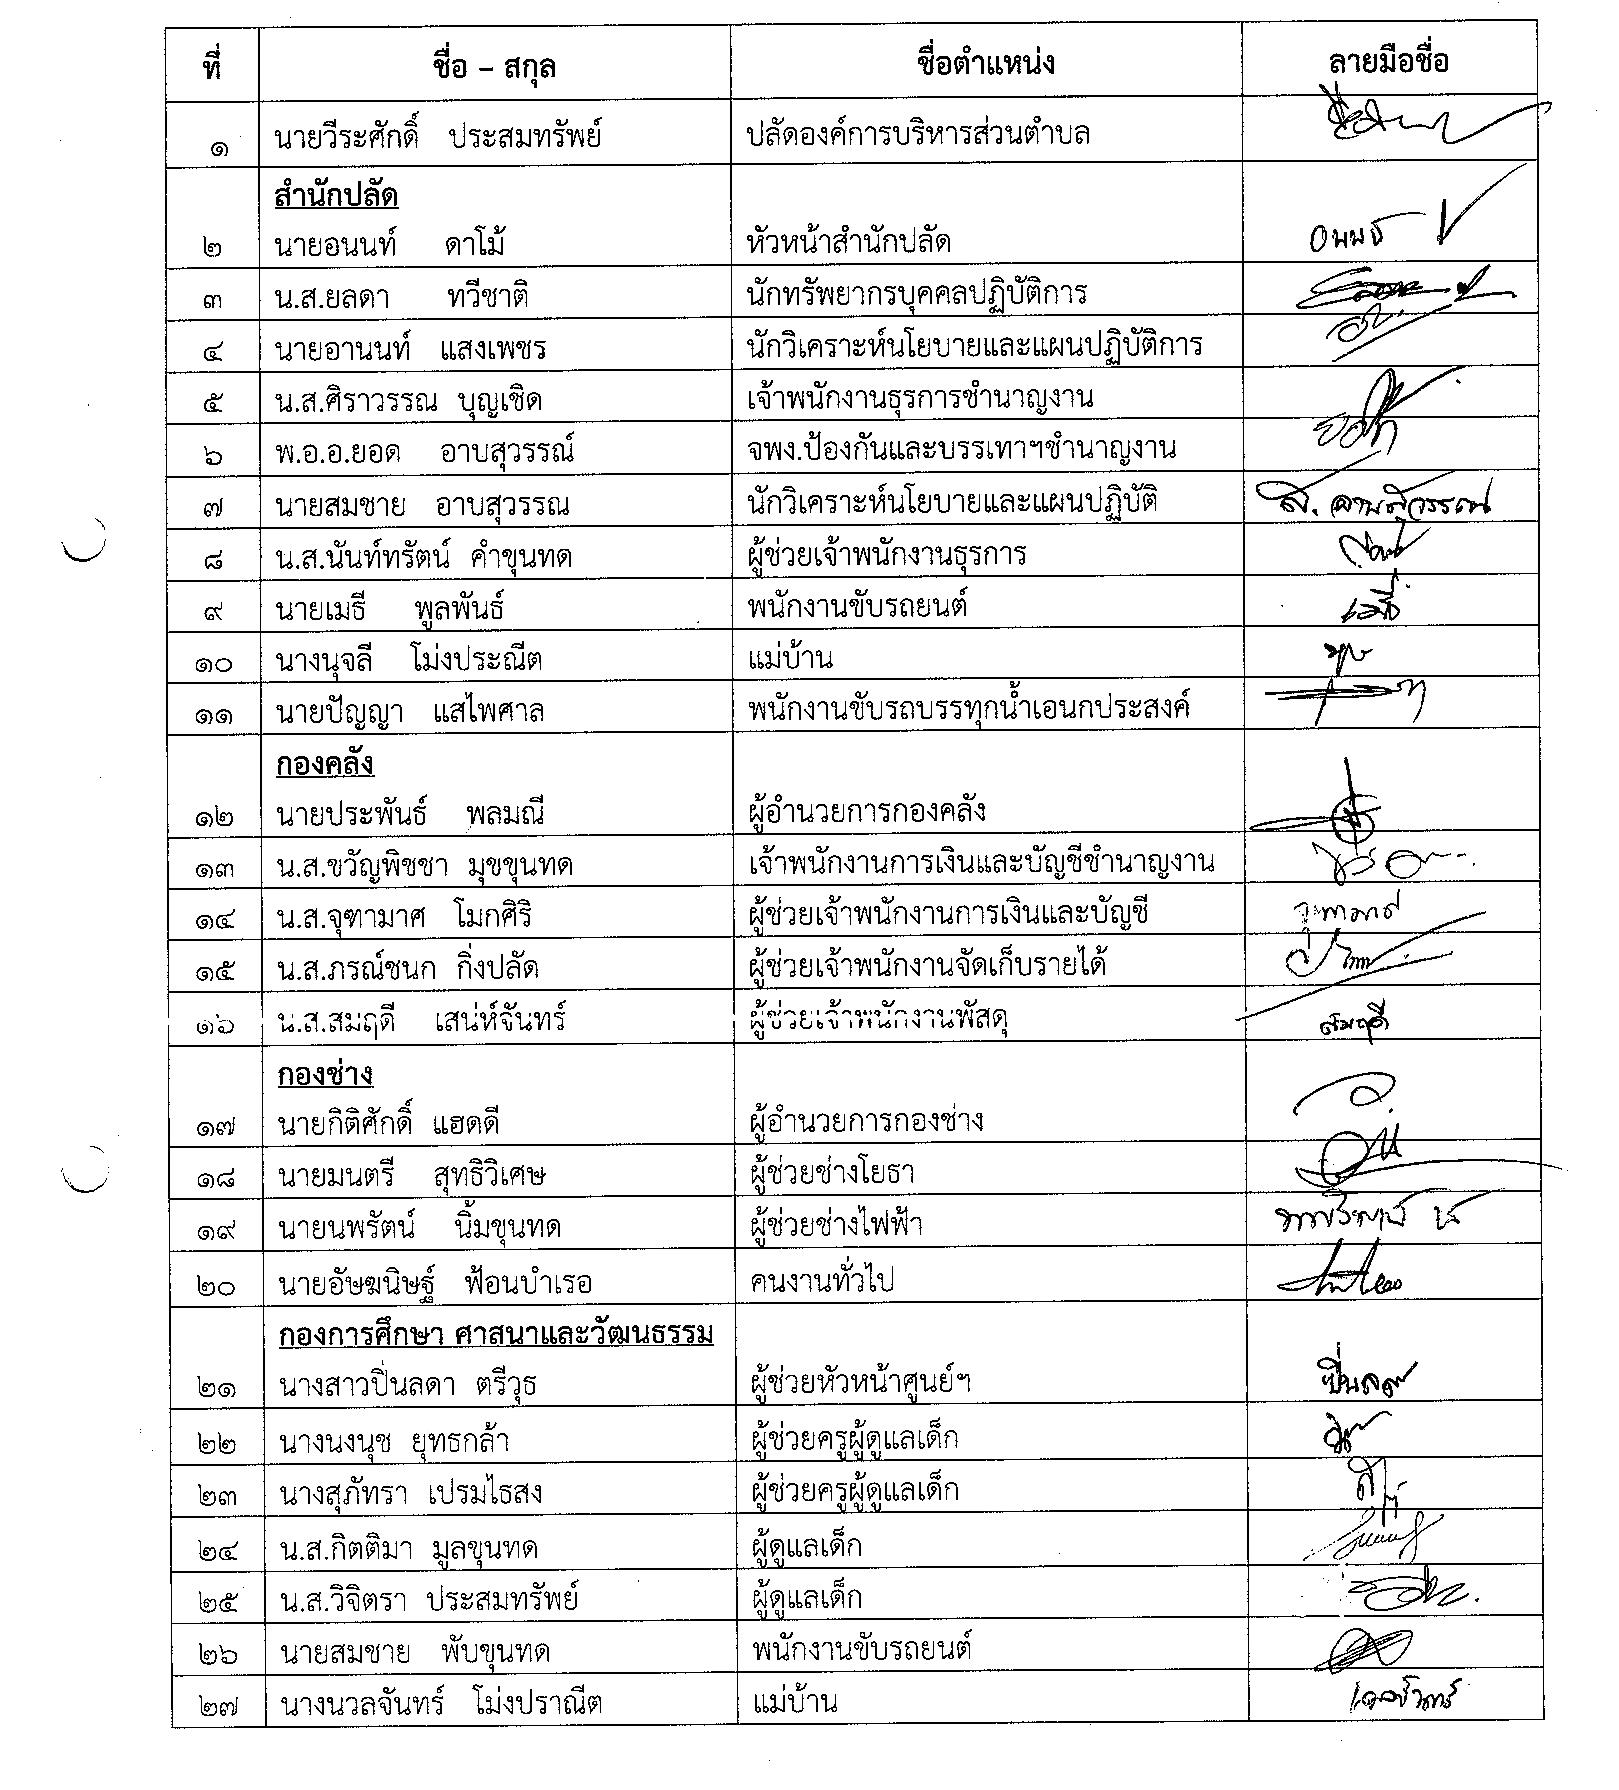 ที่ ชื่อ – สกุล ชื่อตำแหน่ง ลายมือชื่อ
๑ นายวีระศักดิ์ ประสมทรัพย์ ปลัดองค์การบริหารส่วนตำบล
สำนักปลัด
๒ นายอนนท์ ดาโม้ หัวหน้าสำนักปลัด
๓ น.ส.ยลดา ทวีชาติ นักทรัพยากรบุคคลปฏิบัติการ
๔ นายอานนท์ แสงเพชร นักวิเคราะห์นโยบายและแผนปฏิบัติการ
๕ น.ส.ศิราวรรณ บุญเชิด เจ้าพนักงานธุรการชำนาญงาน
๖ พ.อ.อ.ยอด อาบสุวรรณ์ จพง.ป้องกันและบรรเทาฯชำนาญงาน
๗ นายสมชาย อาบสุวรรณ นักวิเคราะห์นโยบายและแผนปฏิบัติ ส. อาบสุวรรณ
๘ น.ส.นันท์ทรัตน์ คำขุนทด ผู้ช่วยเจ้าพนักงานธุรการ
๙ นายเมธี พูลพันธ์ พนักงานขับรถยนต์ เมธี
๑๐ นางนุจลี โม่งประณีต แม่บ้าน
๑๑ นายปัญญา แสไพศาล พนักงานขับรถบรรทุกน้ำเอนกประสงค์
กองคลัง
๑๒ นายประพันธ์ พลมณี ผู้อำนวยการกองคลัง
๑๓ น.ส.ขวัญพิชชา มุขขุนทด เจ้าพนักงานการเงินและบัญชีชำนาญงาน
๑๔ น.ส.จุฑามาศ โมกศิริ ผู้ช่วยเจ้าพนักงานการเงินและบัญชี จุฑามาศ
๑๕ น.ส.ภรณ์ชนก กิ่งปลัด ผู้ช่วยเจ้าพนักงานจัดเก็บรายได้
๑๖ น.ส.สมฤดี เสน่ห์จันทร์ ผู้ช่วยเจ้าพนักงานพัสดุ สมฤดี
กองช่าง
๑๗ นายกิติศักดิ์ แฮดดี ผู้อำนวยการกองช่าง
๑๘ นายมนตรี สุทธิวิเศษ ผู้ช่วยช่างโยธา
๑๙ นายนพรัตน์ นิ้มขุนทด ผู้ช่วยช่างไฟฟ้า
๒๐ นายอัษฆนิษฐ์ ฟ้อนบำเรอ คนงานทั่วไป
กองการศึกษา ศาสนาและวัฒนธรรม
๒๑ นางสาวปิ่นลดา ตรีวุธ ผู้ช่วยหัวหน้าศูนย์ฯ ปิ่นลดา
๒๒ นางนงนุช ยุทธกล้า ผู้ช่วยครูผู้ดูแลเด็ก
๒๓ นางสุภัทรา เปรมไธสง ผู้ช่วยครูผู้ดูแลเด็ก
๒๔ น.ส.กิตติมา มูลขุนทด ผู้ดูแลเด็ก
๒๕ น.ส.วิจิตรา ประสมทรัพย์ ผู้ดูแลเด็ก
๒๖ นายสมชาย พับขุนทด พนักงานขับรถยนต์
๒๗ นางนวลจันทร์ โม่งปราณีต แม่บ้าน